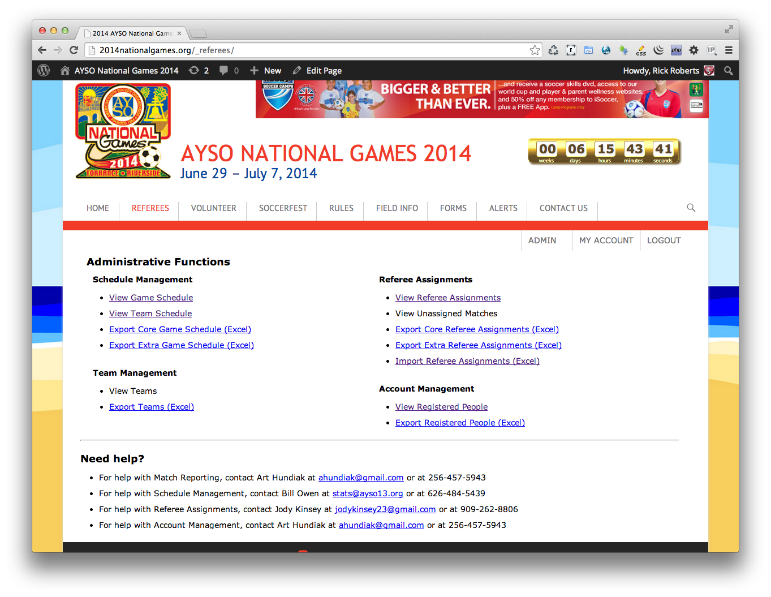 2014 AYSO National Game
2014nationalgames.org/_referees/
AYSO National Games 2014 2 0 New Edit Page Howdy, Rick Roberts
BIGGER & BETTER
THAN EVER.
...and receive a soccer skills dvd, access to our
world cup and player & parent wellness websites,
and 50% off any membership to iSoccer,
plus a FREE App.
AYSO
NATIONAL
Games
2014
TORRANCE RIVERSIDE
AYSO NATIONAL GAMES 2014
June 29 – July 7, 2014
00 06 15 43 41
weeks days hours minutes seconds
HOME REFEREES VOLUNTEER SOCCERFEST RULES FIELD INFO FORMS ALERTS CONTACT US
ADMIN MY ACCOUNT LOGOUT
Administrative Functions
Schedule Management
• View Game Schedule
• View Team Schedule
• Export Core Game Schedule (Excel)
• Export Extra Game Schedule (Excel)
Team Management
• View Teams
• Export Teams (Excel)
Referee Assignments
• View Referee Assignments
• View Unassigned Matches
• Export Core Referee Assignments (Excel)
• Export Extra Referee Assignments (Excel)
• Import Referee Assignments (Excel)
Account Management
• View Registered People
• Export Registered People (Excel)
Need help?
• For help with Match Reporting, contact Art Hundiak at ahundiak@gmail.com or at 256-457-5943
• For help with Schedule Management, contact Bill Owen at stats@ayso13.org or at 626-484-5439
• For help with Referee Assignments, contact Jody Kinsey at jodykinsey23@gmail.com or at 909-262-8806
• For help with Account Management, contact Art Hundiak at ahundiak@gmail.com or at 256-457-5943